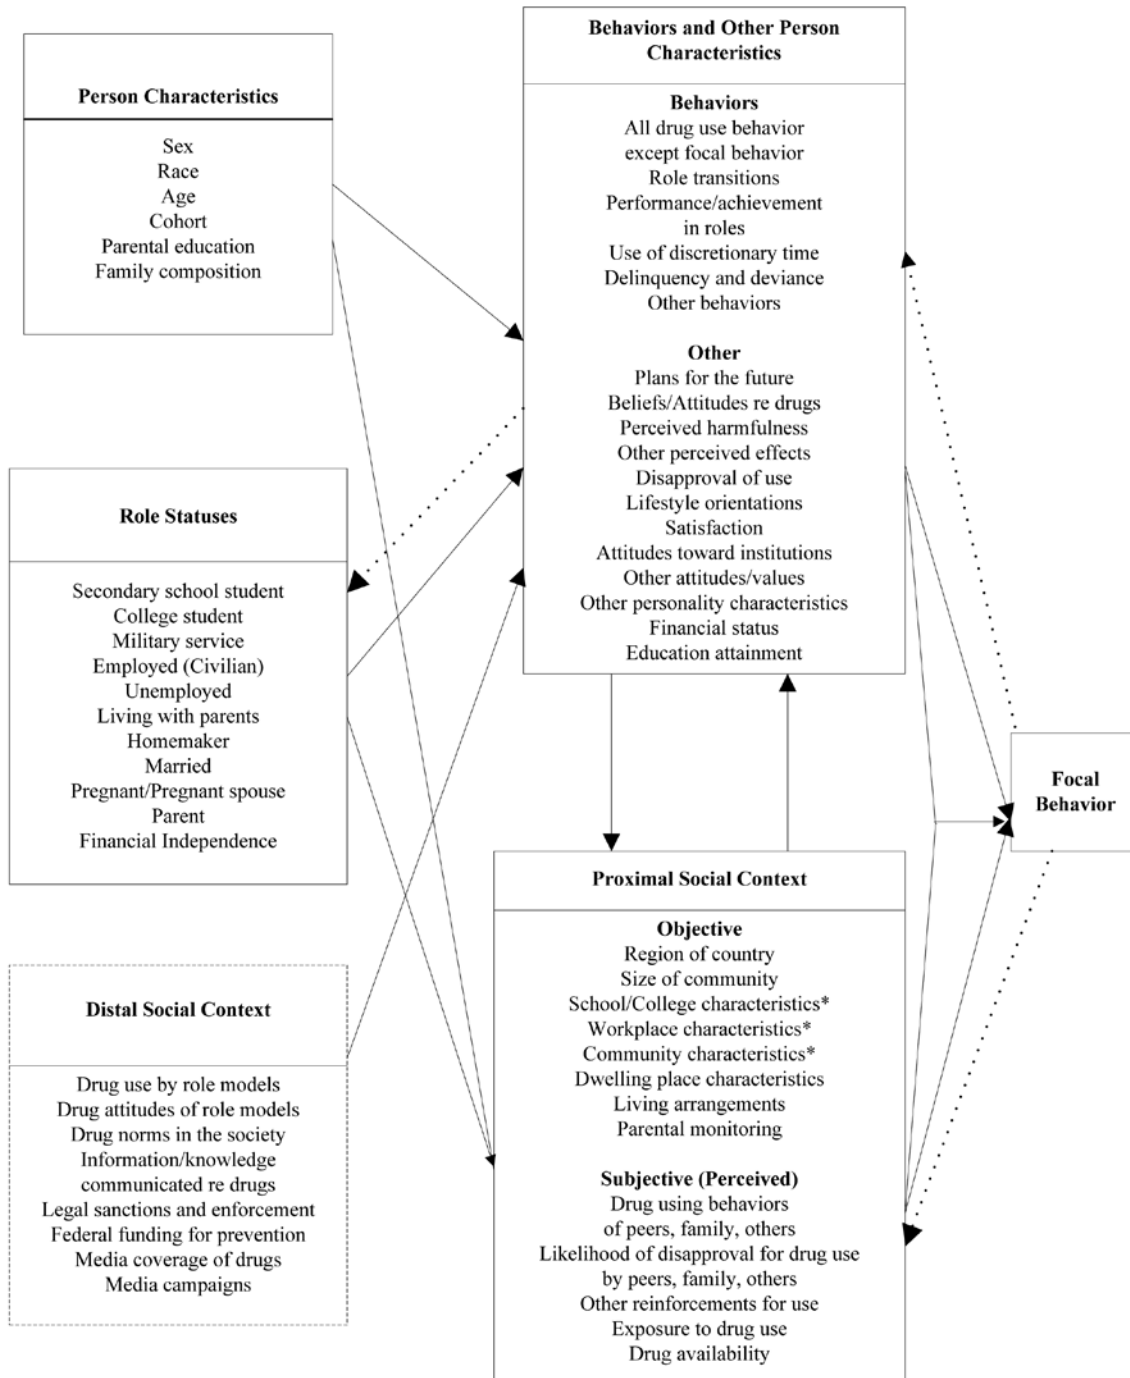 Person Characteristics
Sex
Race
Age
Cohort
Parental education
Family composition
Role Statuses
Secondary school student
College student
Military service
Employed (Civilian)
Unemployed
Living with parents
Homemaker
Married
Pregnant/Pregnant spouse
Parent
Financial Independence
Distal Social Context
Drug use by role models
Drug attitudes of role models
Drug norms in the society
Information/knowledge
communicated re drugs
Legal sanctions and enforcement
Federal funding for prevention
Media coverage of drugs
Media campaigns
Behaviors and Other Person
Characteristics
Behaviors
All drug use behavior
except focal behavior
Role transitions
Performance/achievement
in roles
Use of discretionary time
Delinquency and deviance
Other behaviors
Other
Plans for the future
Beliefs/Attitudes re drugs
Perceived harmfulness
Other perceived effects
Disapproval of use
Lifestyle orientations
Satisfaction
Attitudes toward institutions
Other attitudes/values
Other personality characteristics
Financial status
Education attainment
Proximal Social Context
Objective
Region of country
Size of community
School/College characteristics*
Workplace characteristics*
Community characteristics*
Dwelling place characteristics
Living arrangements
Parental monitoring
Subjective (Perceived)
Drug using behaviors
of peers, family, others
Likelihood of disapproval for drug use
by peers, family, others
Other reinforcements for use
Exposure to drug use
Drug availability
Focal
Behavior